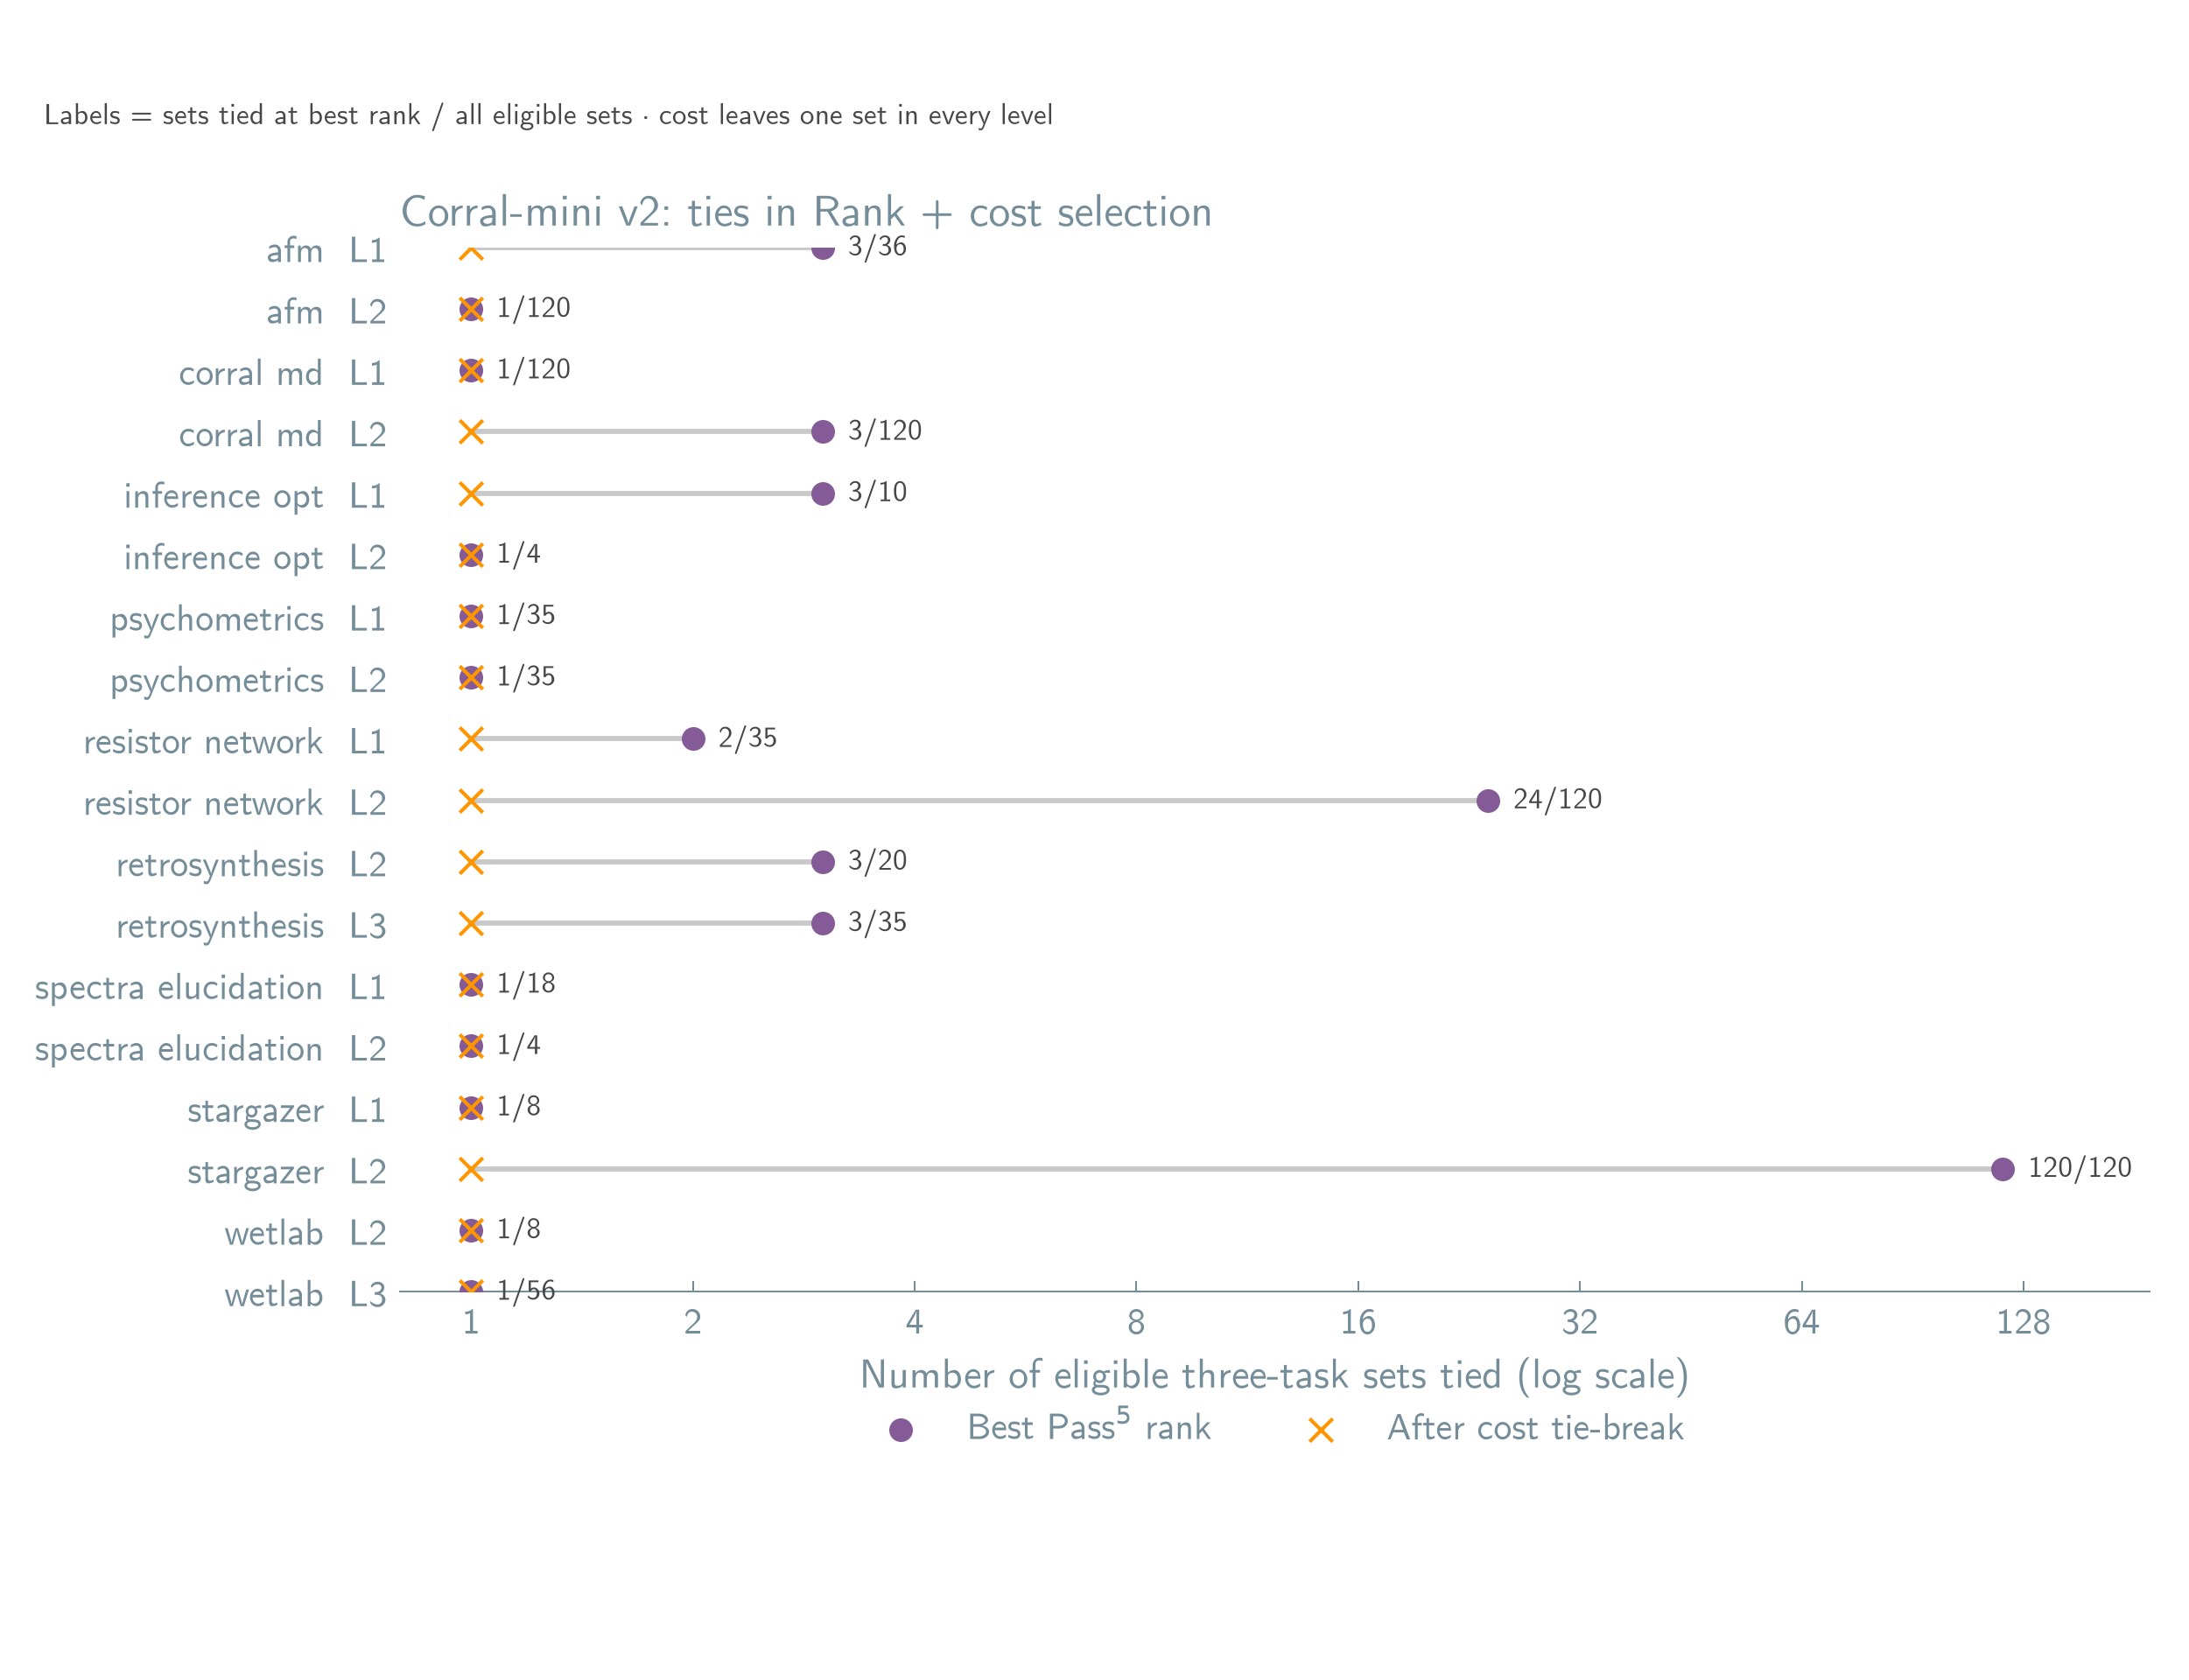 Labels = sets tied at best rank / all eligible sets · cost leaves one set in every level
Corral-mini v2: ties in Rank + cost selection
afm L1 3/36
afm L2 1/120
corral md L1 1/120
corral md L2 3/120
inference opt L1 3/10
inference opt L2 1/4
psychometrics L1 1/35
psychometrics L2 1/35
resistor network L1 2/35
resistor network L2 24/120
retrosynthesis L2 3/20
retrosynthesis L3 3/35
spectra elucidation L1 1/18
spectra elucidation L2 1/4
stargazer L1 1/8
stargazer L2 120/120
wetlab L2 1/8
wetlab L3 1/56
1 2 4 8 16 32 64 128
Number of eligible three-task sets tied (log scale)
Best Pass⁵ rank After cost tie-break